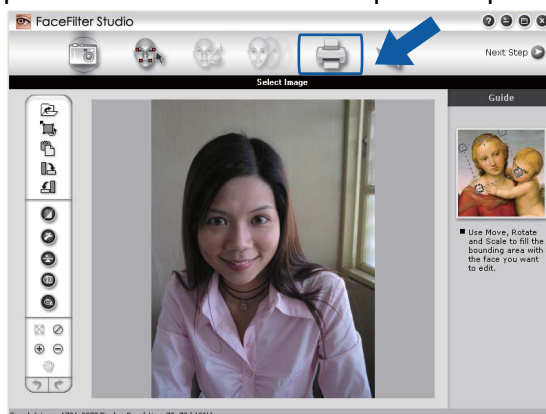 FaceFilter Studio
Next Step
Select Image
Guide
Use Move, Rotate
and Scale to fill the
bounding area with
the face you want
to edit.